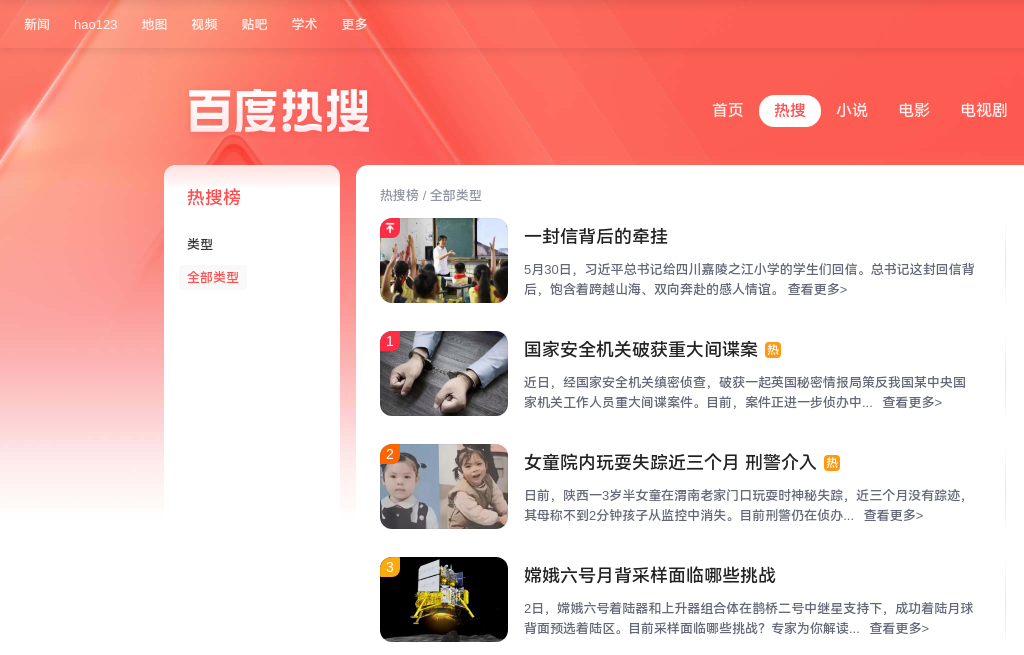 新闻 hao123 地图 视频 贴吧 学术 更多
百度热搜
首页 热搜 小说 电影 电视剧
热搜榜
类型
全部类型
热搜榜 / 全部类型
一封信背后的牵挂
5月30日，习近平总书记给四川嘉陵之江小学的学生们回信。总书记这封回信背
后，饱含着跨越山海、双向奔赴的感人情谊。 查看更多>
1
国家安全机关破获重大间谍案 热
近日，经国家安全机关缜密侦查，破获一起英国秘密情报局策反我国某中央国
家机关工作人员重大间谍案件。目前，案件正进一步侦办中... 查看更多>
2
女童院内玩耍失踪近三个月 刑警介入 热
日前，陕西一3岁半女童在渭南老家门口玩耍时神秘失踪，近三个月没有踪迹，
其母称不到2分钟孩子从监控中消失。目前刑警仍在侦办... 查看更多>
3
嫦娥六号月背采样面临哪些挑战
2日，嫦娥六号着陆器和上升器组合体在鹊桥二号中继星支持下，成功着陆月球
背面预选着陆区。目前采样面临哪些挑战？专家为你解读... 查看更多>